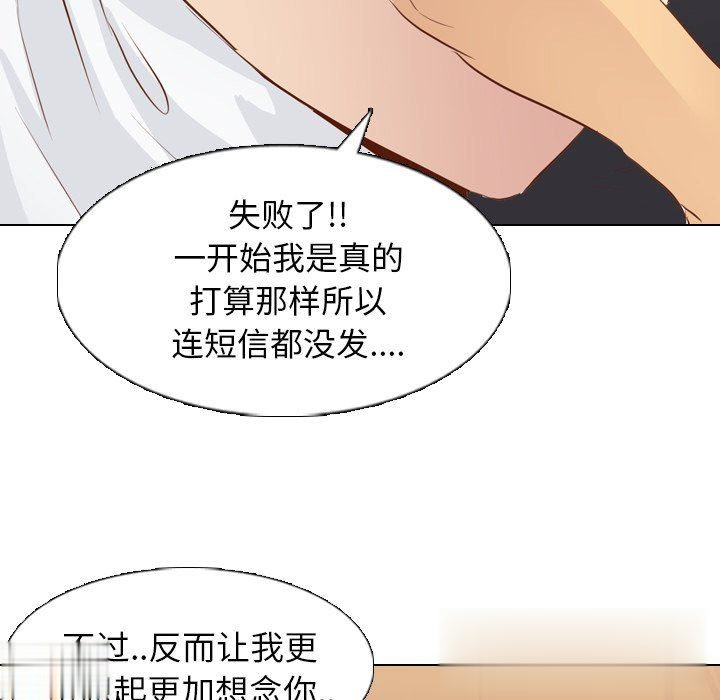 失败了!!
一开始我是真的
打算那样所以
连短信都没发....
不过..反而让我更
起更加想念你..